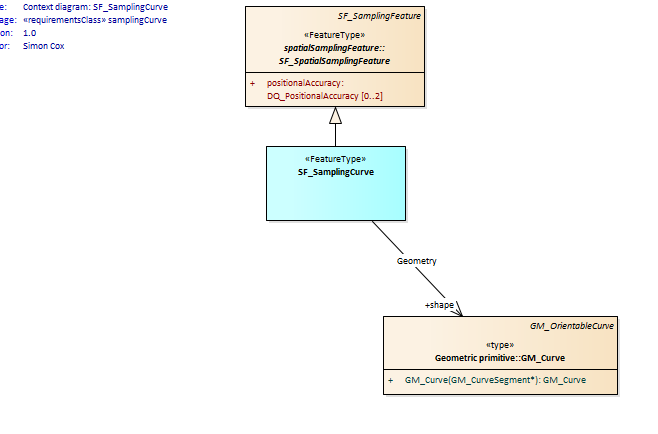 e: Context diagram: SF_SamplingCurve
age: «requirementsClass» samplingCurve
on: 1.0
or: Simon Cox
SF_SamplingFeature
«FeatureType»
spatialSamplingFeature::
SF_SpatialSamplingFeature
+ positionalAccuracy:
DQ_PositionalAccuracy [0..2]
«FeatureType»
SF_SamplingCurve
Geometry
+shape
GM_OrientableCurve
«type»
Geometric primitive::GM_Curve
+ GM_Curve(GM_CurveSegment*): GM_Curve